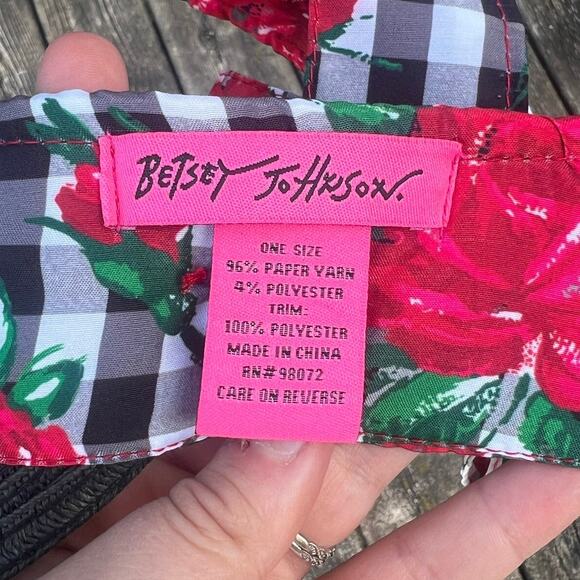 BETSEY JOHNSON.
ONE SIZE
96% PAPER YARN
4% POLYESTER
TRIM:
100% POLYESTER
MADE IN CHINA
RN# 98072
CARE ON REVERSE